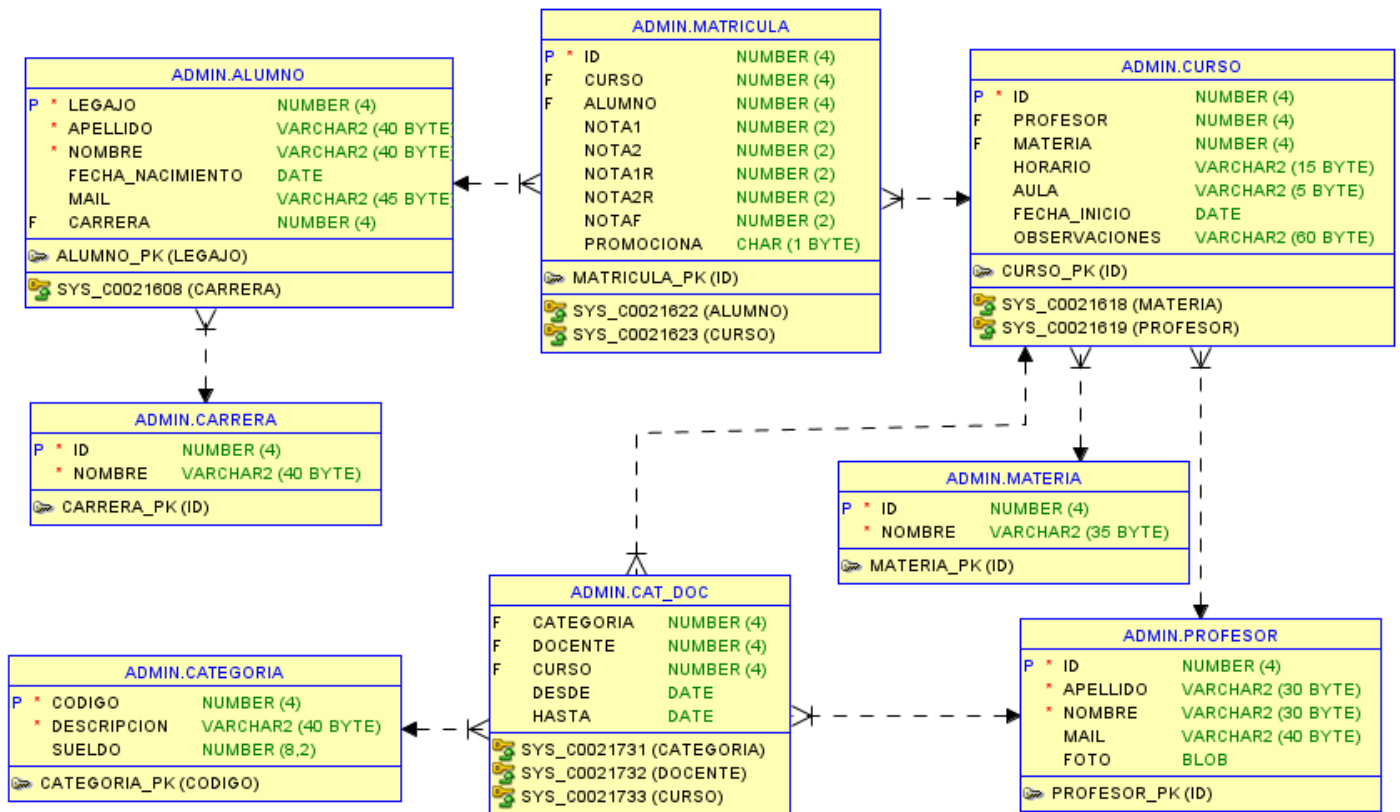 ADMIN.ALUMNO
P * LEGAJO NUMBER (4)
* APELLIDO VARCHAR2 (40 BYTE)
* NOMBRE VARCHAR2 (40 BYTE)
FECHA_NACIMIENTO DATE
MAIL VARCHAR2 (45 BYTE)
F CARRERA NUMBER (4)
ALUMNO_PK (LEGAJO)
SYS_C0021608 (CARRERA)
ADMIN.MATRICULA
P * ID NUMBER (4)
F CURSO NUMBER (4)
F ALUMNO NUMBER (4)
NOTA1 NUMBER (2)
NOTA2 NUMBER (2)
NOTA1R NUMBER (2)
NOTA2R NUMBER (2)
NOTAF NUMBER (2)
PROMOCIONA CHAR (1 BYTE)
MATRICULA_PK (ID)
SYS_C0021622 (ALUMNO)
SYS_C0021623 (CURSO)
ADMIN.CURSO
P * ID NUMBER (4)
F PROFESOR NUMBER (4)
F MATERIA NUMBER (4)
HORARIO VARCHAR2 (15 BYTE)
AULA VARCHAR2 (5 BYTE)
FECHA_INICIO DATE
OBSERVACIONES VARCHAR2 (60 BYTE)
CURSO_PK (ID)
SYS_C0021618 (MATERIA)
SYS_C0021619 (PROFESOR)
ADMIN.CARRERA
P * ID NUMBER (4)
* NOMBRE VARCHAR2 (40 BYTE)
CARRERA_PK (ID)
ADMIN.MATERIA
P * ID NUMBER (4)
* NOMBRE VARCHAR2 (35 BYTE)
MATERIA_PK (ID)
ADMIN.CATEGORIA
P * CODIGO NUMBER (4)
* DESCRIPCION VARCHAR2 (40 BYTE)
SUELDO NUMBER (8,2)
CATEGORIA_PK (CODIGO)
ADMIN.CAT_DOC
F CATEGORIA NUMBER (4)
F DOCENTE NUMBER (4)
F CURSO NUMBER (4)
DESDE DATE
HASTA DATE
SYS_C0021731 (CATEGORIA)
SYS_C0021732 (DOCENTE)
SYS_C0021733 (CURSO)
ADMIN.PROFESOR
P * ID NUMBER (4)
* APELLIDO VARCHAR2 (30 BYTE)
* NOMBRE VARCHAR2 (30 BYTE)
MAIL VARCHAR2 (40 BYTE)
FOTO BLOB
PROFESOR_PK (ID)